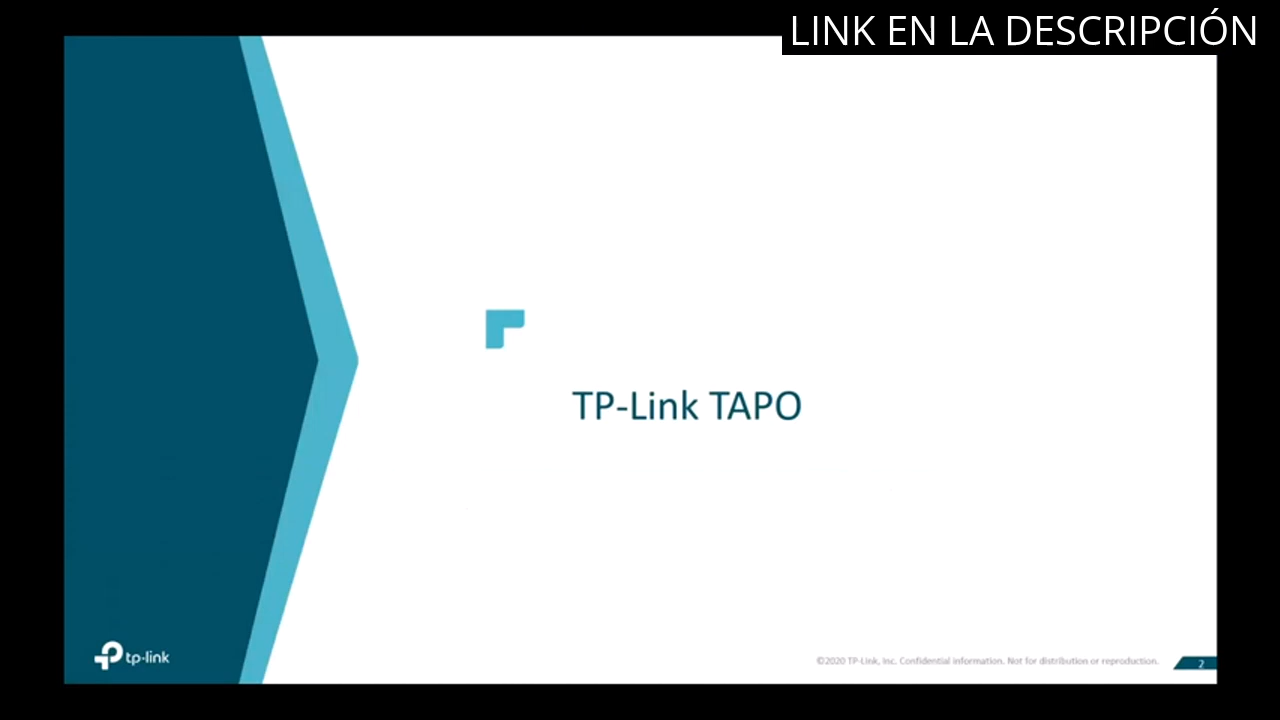 LINK EN LA DESCRIPCIÓN
TP-Link TAPO
tp-link
©2020 TP-Link, Inc. Confidential information. Not for distribution or reproduction.
2